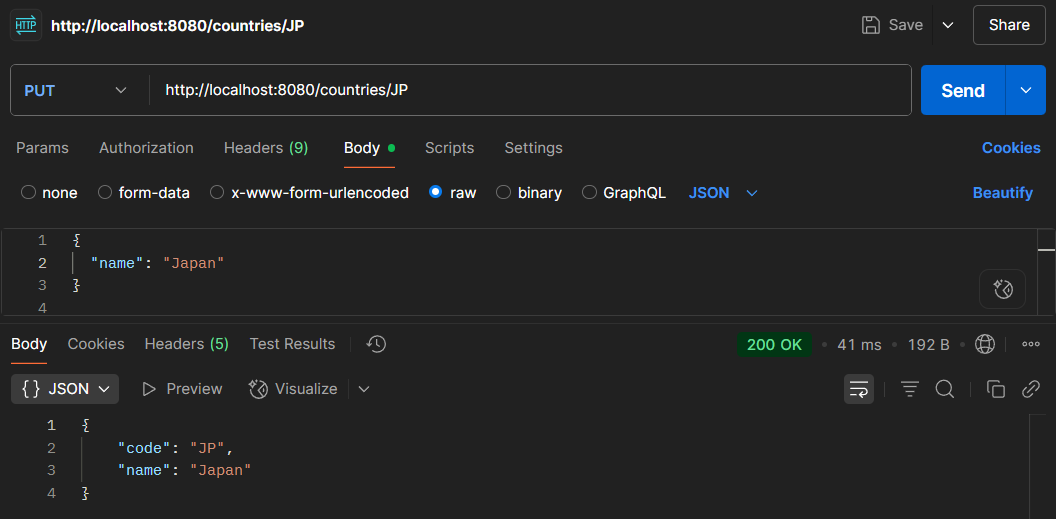 HTTP http://localhost:8080/countries/JP Save Share
PUT http://localhost:8080/countries/JP Send
Params Authorization Headers (9) Body Scripts Settings Cookies
none form-data x-www-form-urlencoded raw binary GraphQL JSON Beautify
1 {
2 "name": "Japan"
3 }
4
Body Cookies Headers (5) Test Results 200 OK • 41 ms • 192 B •
{} JSON Preview Visualize
1 {
2 "code": "JP",
3 "name": "Japan"
4 }